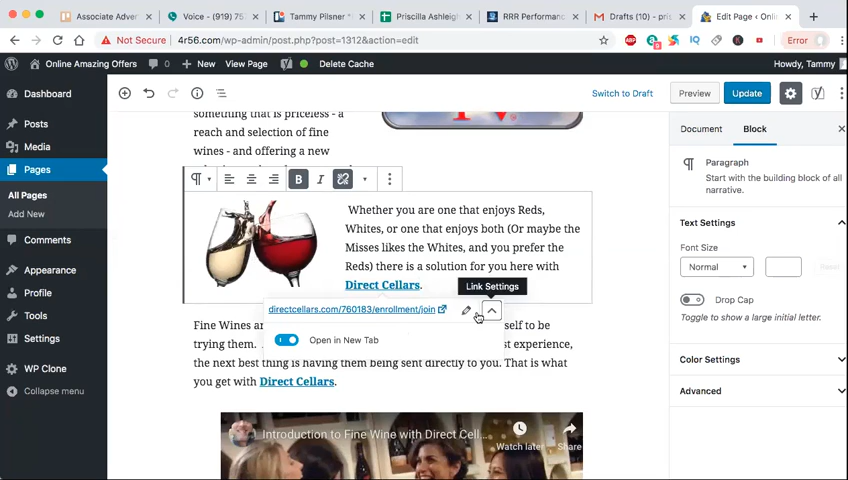 Associate Adver
Voice - (919) 75
Tammy Pilsner
Priscilla Ashleigh
RRR Performanc
Drafts (10) - pris
Edit Page ‹ Onlin
Not Secure
4r56.com/wp-admin/post.php?post=1312&action=edit
ABP
Error
Online Amazing Offers
0
New
View Page
Delete Cache
Howdy, Tammy
Dashboard
Posts
Media
Pages
All Pages
Add New
Comments
Appearance
Profile
Tools
Settings
WP Clone
Collapse menu
Switch to Draft
Preview
Update
something that is priceless - a
reach and selection of fine
wines - and offering a new
B
I
Whether you are one that enjoys Reds,
Whites, or one that enjoys both (Or maybe the
Misses likes the Whites, and you prefer the
Reds) there is a solution for you here with
Direct Cellars.
Link Settings
directcellars.com/760183/enrollment/join
Open in New Tab
Fine Wines ar
self to be
trying them.
t experience,
the next best thing is having them being sent directly to you. That is what
you get with Direct Cellars.
Introduction to Fine Wine with Direct Cell...
Watch later
Share
Document
Block
Paragraph
Start with the building block of all
narrative.
Text Settings
Font Size
Normal
Reset
Drop Cap
Toggle to show a large initial letter.
Color Settings
Advanced